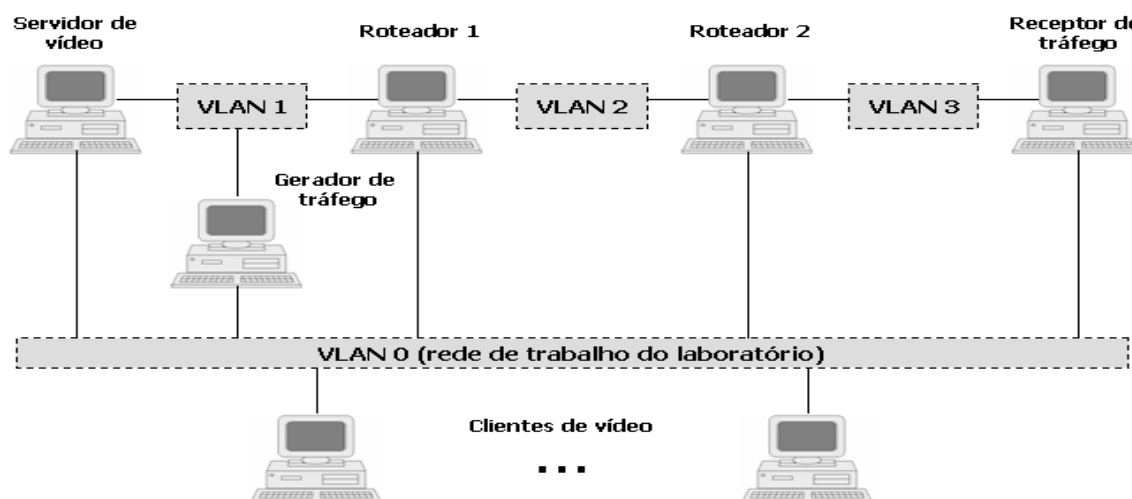 Servidor de
vídeo
Roteador 1
Roteador 2
Receptor de
tráfego
VLAN 1
VLAN 2
VLAN 3
Gerador de
tráfego
VLAN 0 (rede de trabalho do laboratório)
Clientes de vídeo
...